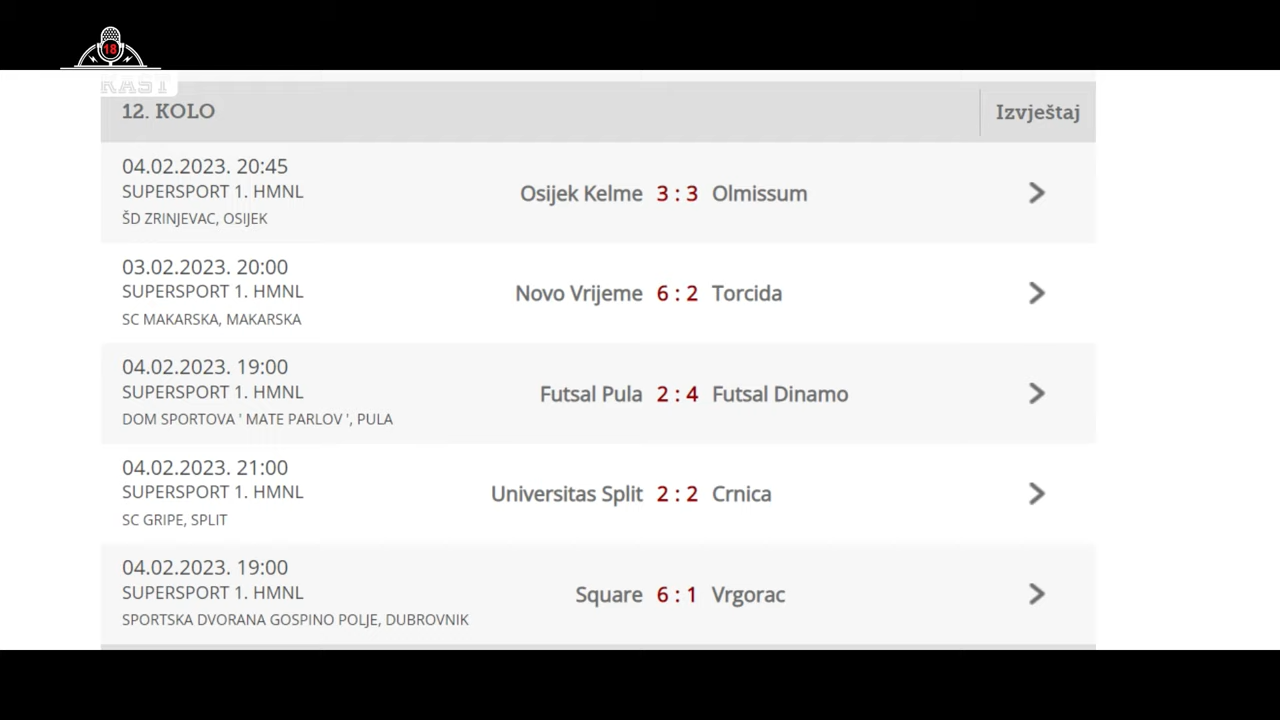 18
KAST
12. KOLO
Izvještaj
04.02.2023. 20:45
SUPERSPORT 1. HMNL
ŠD ZRINJEVAC, OSIJEK
Osijek Kelme 3 : 3 Olmissum
03.02.2023. 20:00
SUPERSPORT 1. HMNL
SC MAKARSKA, MAKARSKA
Novo Vrijeme 6 : 2 Torcida
04.02.2023. 19:00
SUPERSPORT 1. HMNL
DOM SPORTOVA ' MATE PARLOV ', PULA
Futsal Pula 2 : 4 Futsal Dinamo
04.02.2023. 21:00
SUPERSPORT 1. HMNL
SC GRIPE, SPLIT
Universitas Split 2 : 2 Crnica
04.02.2023. 19:00
SUPERSPORT 1. HMNL
SPORTSKA DVORANA GOSPINO POLJE, DUBROVNIK
Square 6 : 1 Vrgorac